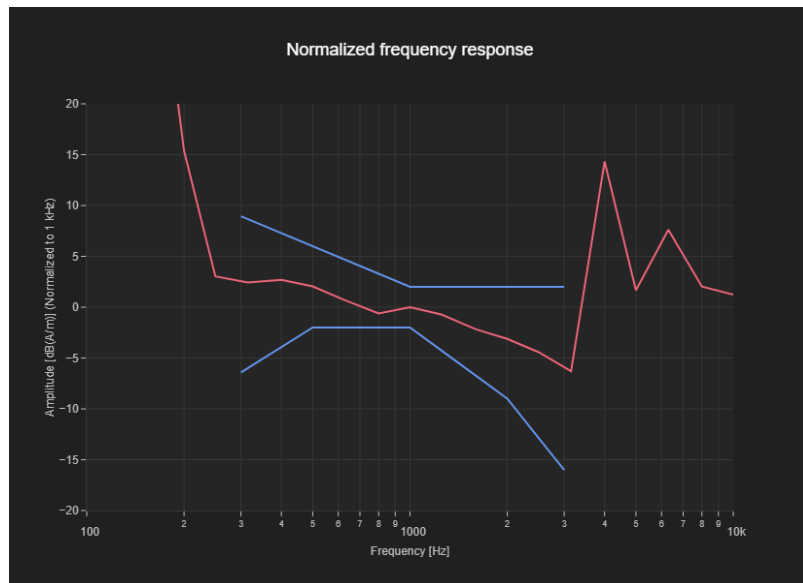 Normalized frequency response
Amplitude [dB(A/m)] (Normalized to 1 kHz)
20
15
10
5
0
−5
−10
−15
−20
100 2 3 4 5 6 7 8 9 1000 2 3 4 5 6 7 8 9 10k
Frequency [Hz]